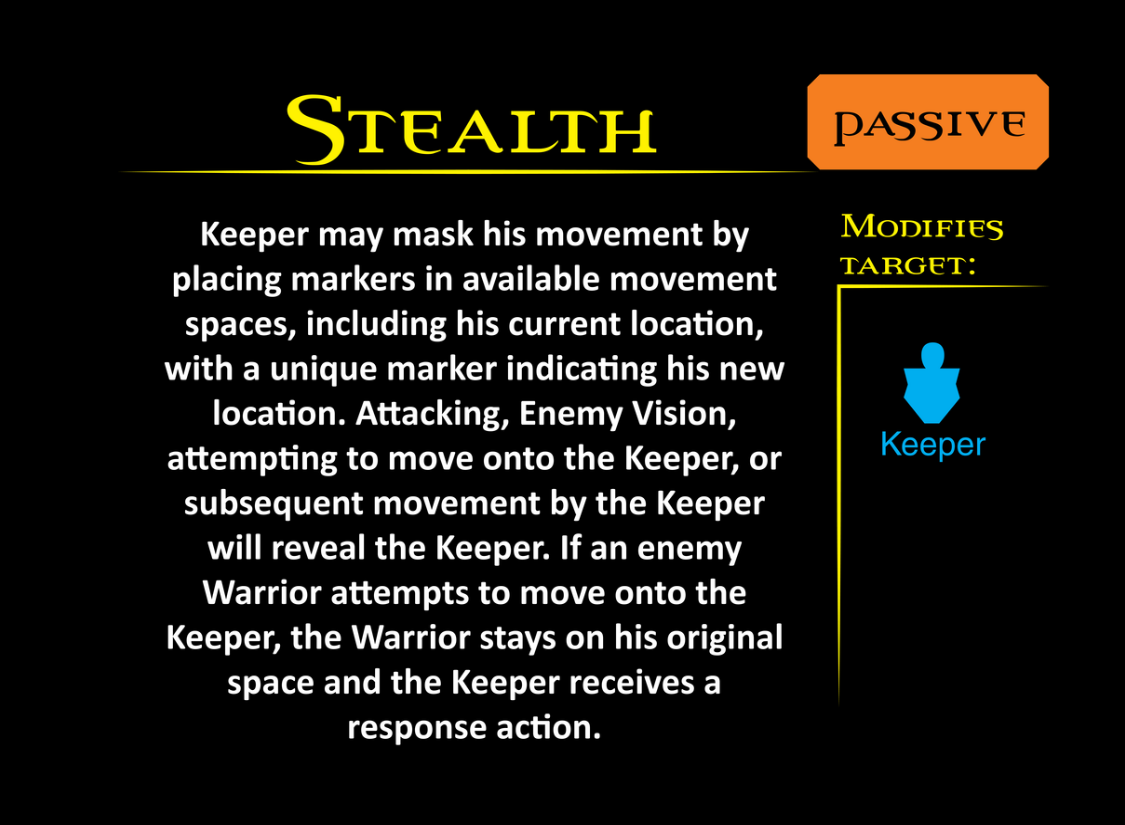 Stealth
passive
Keeper may mask his movement by
placing markers in available movement
spaces, including his current location,
with a unique marker indicating his new
location. Attacking, Enemy Vision,
attempting to move onto the Keeper, or
subsequent movement by the Keeper
will reveal the Keeper. If an enemy
Warrior attempts to move onto the
Keeper, the Warrior stays on his original
space and the Keeper receives a
response action.
Modifies
target:
Keeper